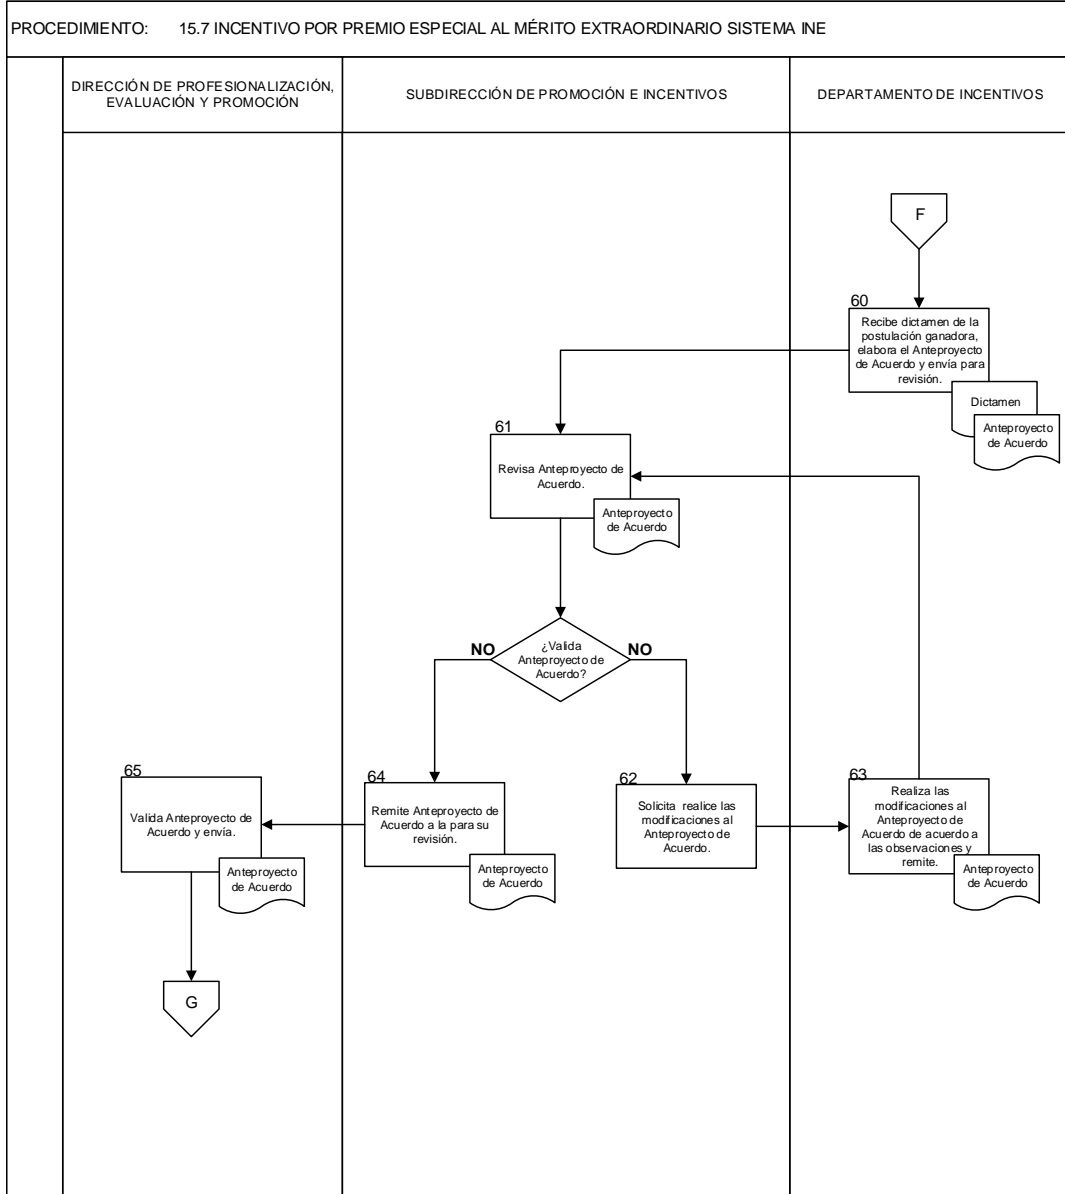 PROCEDIMIENTO: 15.7 INCENTIVO POR PREMIO ESPECIAL AL MÉRITO EXTRAORDINARIO SISTEMA INE
DIRECCIÓN DE PROFESIONALIZACIÓN,
EVALUACIÓN Y PROMOCIÓN
SUBDIRECCIÓN DE PROMOCIÓN E INCENTIVOS
DEPARTAMENTO DE INCENTIVOS
F
60
Recibe dictamen de la
postulación ganadora,
elabora el Anteproyecto
de Acuerdo y envía para
revisión.
Dictamen
Anteproyecto
de Acuerdo
61
Revisa Anteproyecto de
Acuerdo.
Anteproyecto
de Acuerdo
¿Valida
Anteproyecto de
Acuerdo?
NO
NO
65
Valida Anteproyecto de
Acuerdo y envía.
Anteproyecto
de Acuerdo
64
Remite Anteproyecto de
Acuerdo a la para su
revisión.
Anteproyecto
de Acuerdo
62
Solicita realice las
modificaciones al
Anteproyecto de
Acuerdo.
63
Realiza las
modificaciones al
Anteproyecto de
Acuerdo de acuerdo a
las observaciones y
remite.
Anteproyecto
de Acuerdo
G